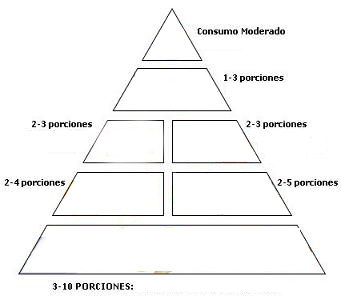 Consumo Moderado
1-3 porciones
2-3 porciones
2-3 porciones
2-4 porciones
2-5 porciones
3-10 PORCIONES: